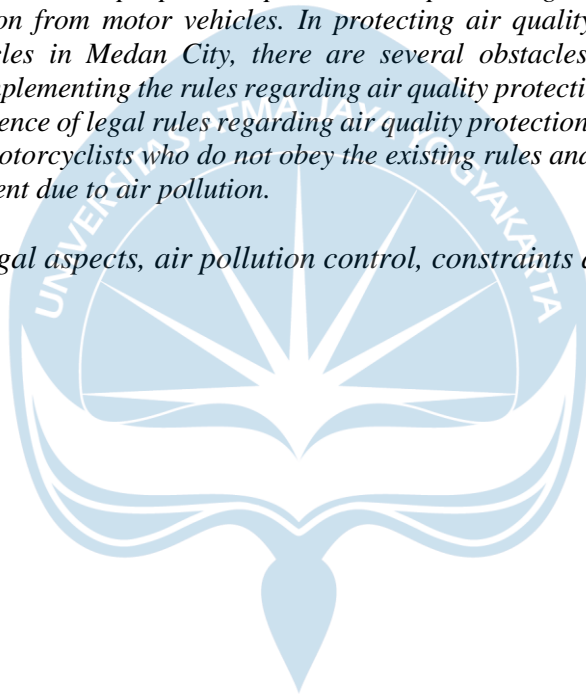 on from motor vehicles. In protecting air quality
les in Medan City, there are several obstacles
plementing the rules regarding air quality protecti
ence of legal rules regarding air quality protection
otorcyclists who do not obey the existing rules and
ent due to air pollution.
gal aspects, air pollution control, constraints
UNIVERSITAS ATMA JAYA YOGYAKARTA